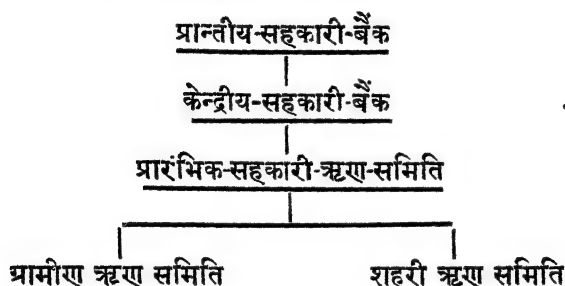 प्रान्तीय-सहकारी-बैंक
केन्द्रीय-सहकारी-बैंक
प्रारंभिक-सहकारी-ऋण-समिति
ग्रामीण ऋण समिति    शहरी ऋण समिति